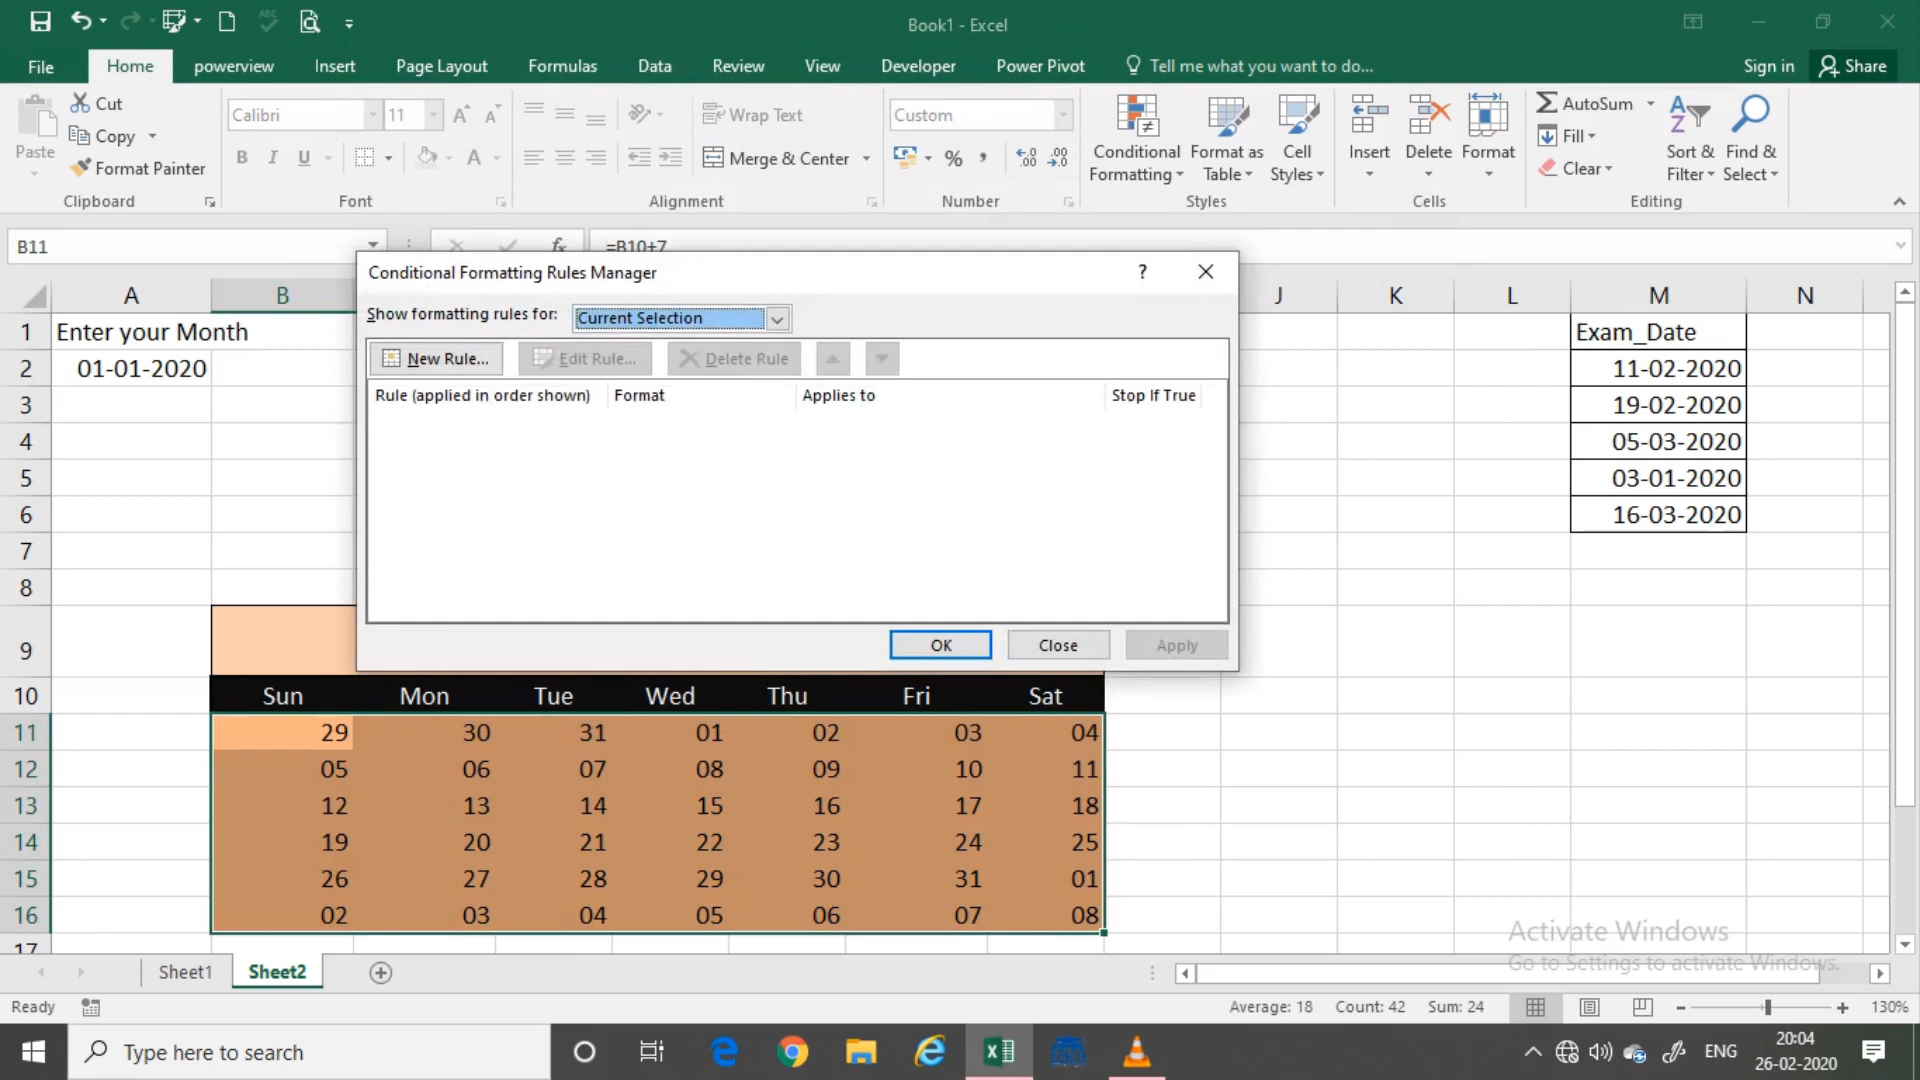 Book1 - Excel
File Home powerview Insert Page Layout Formulas Data Review View Developer Power Pivot Tell me what you want to do... Sign in Share
Cut
Copy
Format Painter
Paste
Calibri 11
B I U
Wrap Text
Merge & Center
Custom
Conditional Formatting
Format as Table
Cell Styles
Insert Delete Format
AutoSum
Fill
Clear
Sort & Filter
Find & Select
Clipboard Font Alignment Number Styles Cells Editing
B11 fx =B10+7
A B J K L M N
Conditional Formatting Rules Manager ? X
Show formatting rules for: Current Selection
New Rule... Edit Rule... Delete Rule
Rule (applied in order shown) Format Applies to Stop If True
OK Close Apply
1 Enter your Month Exam_Date
2 01-01-2020 11-02-2020
3 19-02-2020
4 05-03-2020
5 03-01-2020
6 16-03-2020
7
8
9
10 Sun Mon Tue Wed Thu Fri Sat
11 29 30 31 01 02 03 04
12 05 06 07 08 09 10 11
13 12 13 14 15 16 17 18
14 19 20 21 22 23 24 25
15 26 27 28 29 30 31 01
16 02 03 04 05 06 07 08
17
Activate Windows
Go to Settings to activate Windows.
Sheet1 Sheet2
Ready Average: 18 Count: 42 Sum: 24 130%
Type here to search
ENG
20:04
26-02-2020